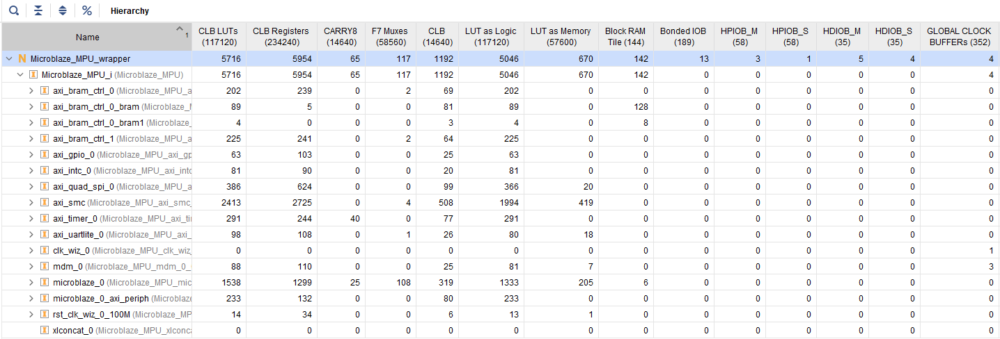 Hierarchy
Name 1 CLB LUTs (117120) CLB Registers (234240) CARRY8 (14640) F7 Muxes (58560) CLB (14640) LUT as Logic (117120) LUT as Memory (57600) Block RAM Tile (144) Bonded IOB (189) HPIOB_M (58) HPIOB_S (58) HDIOB_M (35) HDIOB_S (35) GLOBAL CLOCK BUFFERs (352)
N Microblaze_MPU_wrapper 5716 5954 65 117 1192 5046 670 142 13 3 1 5 4 4
I Microblaze_MPU_i (Microblaze_MPU) 5716 5954 65 117 1192 5046 670 142 0 0 0 0 0 4
I axi_bram_ctrl_0 (Microblaze_MPU_a 202 239 0 2 69 202 0 0 0 0 0 0 0 0
I axi_bram_ctrl_0_bram (Microblaze_M 89 5 0 0 81 89 0 128 0 0 0 0 0 0
I axi_bram_ctrl_0_bram1 (Microblaze_ 4 0 0 0 3 4 0 8 0 0 0 0 0 0
I axi_bram_ctrl_1 (Microblaze_MPU_a 225 241 0 2 64 225 0 0 0 0 0 0 0 0
I axi_gpio_0 (Microblaze_MPU_axi_gp 63 103 0 0 25 63 0 0 0 0 0 0 0 0
I axi_intc_0 (Microblaze_MPU_axi_intc 81 90 0 0 20 81 0 0 0 0 0 0 0 0
I axi_quad_spi_0 (Microblaze_MPU_a 386 624 0 0 99 366 20 0 0 0 0 0 0 0
I axi_smc (Microblaze_MPU_axi_smc_ 2413 2725 0 4 508 1994 419 0 0 0 0 0 0 0
I axi_timer_0 (Microblaze_MPU_axi_ti 291 244 40 0 77 291 0 0 0 0 0 0 0 0
I axi_uartlite_0 (Microblaze_MPU_axi_ 98 108 0 1 26 80 18 0 0 0 0 0 0 0
I clk_wiz_0 (Microblaze_MPU_clk_wiz_ 0 0 0 0 0 0 0 0 0 0 0 0 0 1
I mdm_0 (Microblaze_MPU_mdm_0_ 88 110 0 0 25 81 7 0 0 0 0 0 0 3
I microblaze_0 (Microblaze_MPU_mic 1538 1299 25 108 319 1333 205 6 0 0 0 0 0 0
I microblaze_0_axi_periph (Microblaze 233 132 0 0 80 233 0 0 0 0 0 0 0 0
I rst_clk_wiz_0_100M (Microblaze_MP 14 34 0 0 6 13 1 0 0 0 0 0 0 0
I xlconcat_0 (Microblaze_MPU_xlconca 0 0 0 0 0 0 0 0 0 0 0 0 0 0